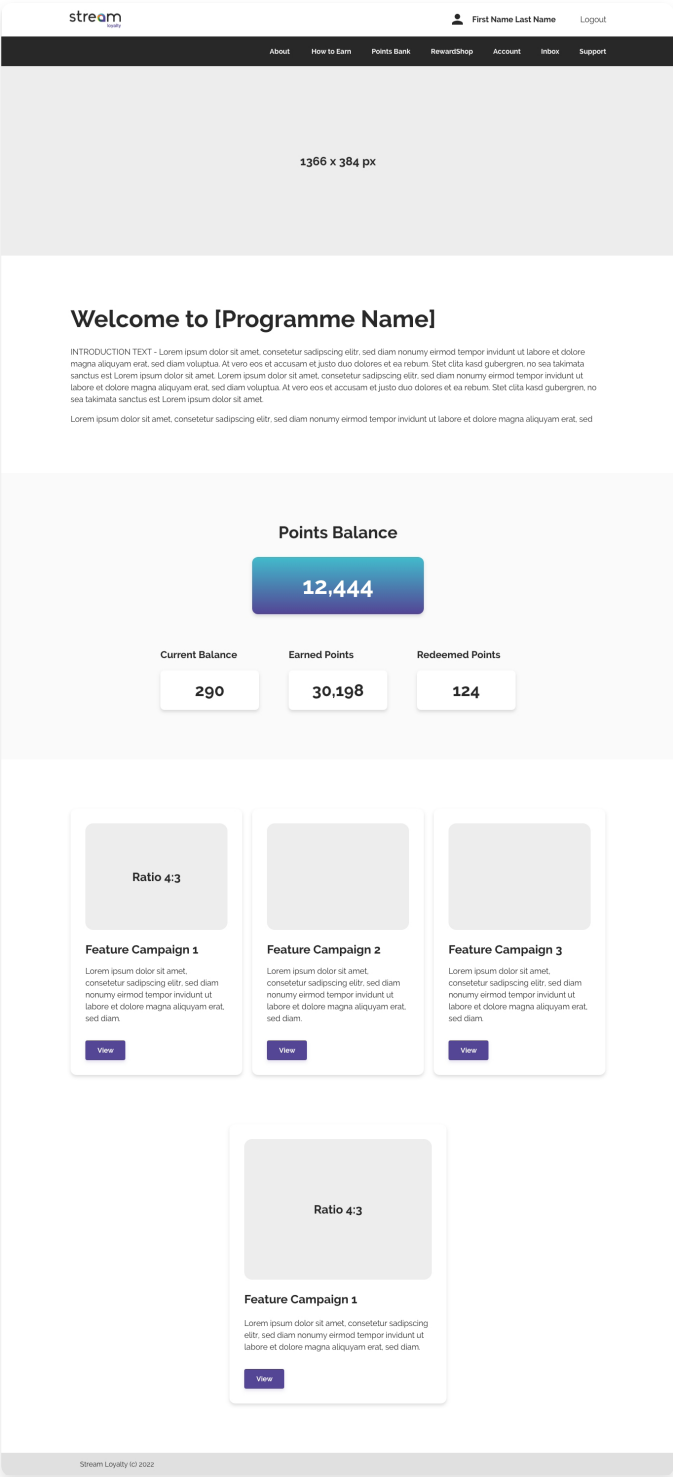 stream
loyalty
First Name Last Name Logout
About How to Earn Points Bank RewardShop Account Inbox Support
1366 x 384 px
Welcome to [Programme Name]
INTRODUCTION TEXT - Lorem ipsum dolor sit amet, consetetur sadipscing elitr, sed diam nonumy eirmod tempor invidunt ut labore et dolore
magna aliquyam erat, sed diam voluptua. At vero eos et accusam et justo duo dolores et ea rebum. Stet clita kasd gubergren, no sea takimata
sanctus est Lorem ipsum dolor sit amet. Lorem ipsum dolor sit amet, consetetur sadipscing elitr, sed diam nonumy eirmod tempor invidunt ut
labore et dolore magna aliquyam erat, sed diam voluptua. At vero eos et accusam et justo duo dolores et ea rebum. Stet clita kasd gubergren, no
sea takimata sanctus est Lorem ipsum dolor sit amet.
Lorem ipsum dolor sit amet, consetetur sadipscing elitr, sed diam nonumy eirmod tempor invidunt ut labore et dolore magna aliquyam erat, sed
Points Balance
12,444
Current Balance Earned Points Redeemed Points
290 30,198 124
Ratio 4:3
Feature Campaign 1
Lorem ipsum dolor sit amet,
consetetur sadipscing elitr, sed diam
nonumy eirmod tempor invidunt ut
labore et dolore magna aliquyam erat,
sed diam.
View
Feature Campaign 2
Lorem ipsum dolor sit amet,
consetetur sadipscing elitr, sed diam
nonumy eirmod tempor invidunt ut
labore et dolore magna aliquyam erat,
sed diam.
View
Feature Campaign 3
Lorem ipsum dolor sit amet,
consetetur sadipscing elitr, sed diam
nonumy eirmod tempor invidunt ut
labore et dolore magna aliquyam erat,
sed diam.
View
Ratio 4:3
Feature Campaign 1
Lorem ipsum dolor sit amet, consetetur sadipscing
elitr, sed diam nonumy eirmod tempor invidunt ut
labore et dolore magna aliquyam erat, sed diam.
View
Stream Loyalty (c) 2022